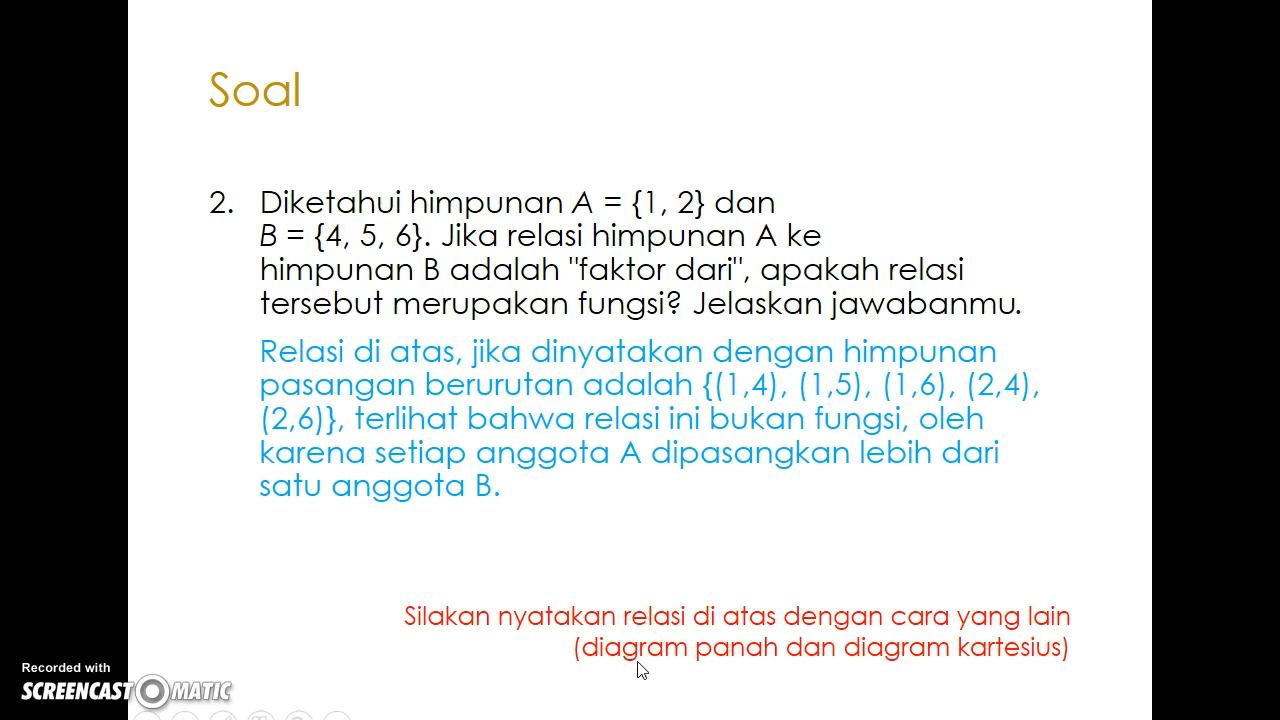 Soal
2. Diketahui himpunan A = {1, 2} dan
B = {4, 5, 6}. Jika relasi himpunan A ke
himpunan B adalah "faktor dari", apakah relasi
tersebut merupakan fungsi? Jelaskan jawabanmu.
Relasi di atas, jika dinyatakan dengan himpunan
pasangan berurutan adalah {(1,4), (1,5), (1,6), (2,4),
(2,6)}, terlihat bahwa relasi ini bukan fungsi, oleh
karena setiap anggota A dipasangkan lebih dari
satu anggota B.
Silakan nyatakan relasi di atas dengan cara yang lain
(diagram panah dan diagram kartesius)
Recorded with
SCREENCAST MATIC